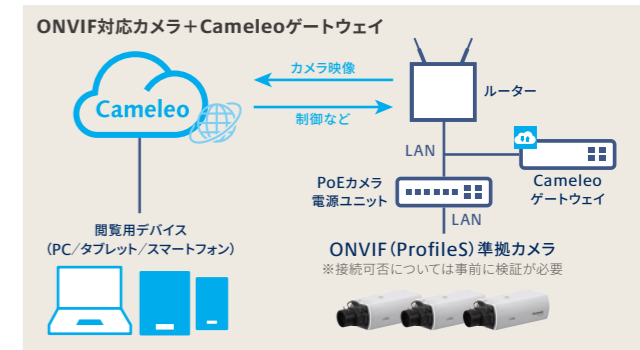 ONVIF対応カメラ+Cameleoゲートウェイ
カメラ映像
Cameleo
制御など
ルーター
LAN
PoEカメラ
電源ユニット
Cameleo
ゲートウェイ
LAN
閲覧用デバイス
(PC/タブレット/スマートフォン)
ONVIF(ProfileS)準拠カメラ
※接続可否については事前に検証が必要